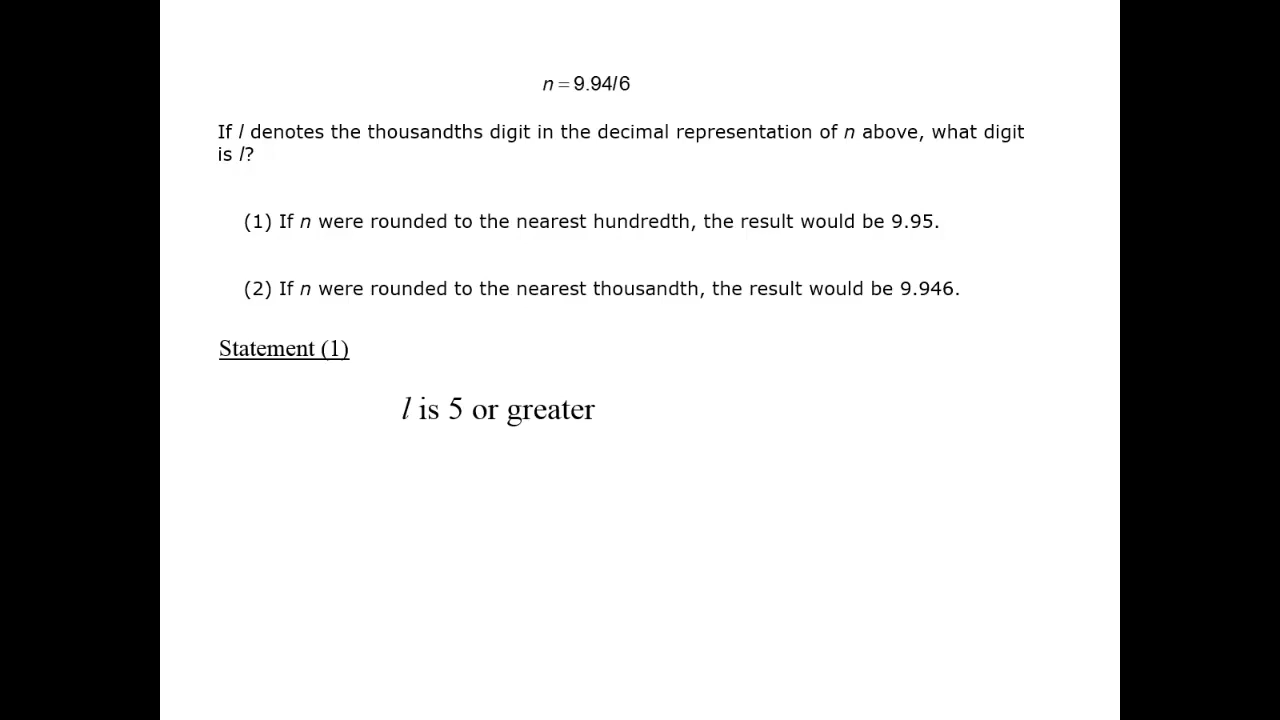 n = 9.94l6
If l denotes the thousandths digit in the decimal representation of n above, what digit
is l?
(1) If n were rounded to the nearest hundredth, the result would be 9.95.
(2) If n were rounded to the nearest thousandth, the result would be 9.946.
Statement (1)
l is 5 or greater